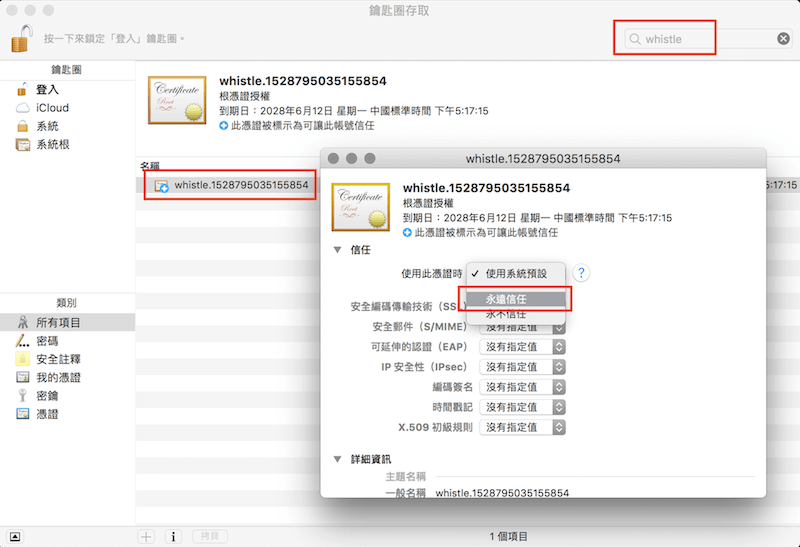 鑰匙圈存取
按一下來鎖定「登入」鑰匙圈。
whistle
鑰匙圈
登入
iCloud
系統
系統根
Certificate
Root
whistle.1528795035155854
根憑證授權
到期日：2028年6月12日 星期一 中國標準時間 下午5:17:15
此憑證被標示為可讓此帳號信任
名稱
whistle.1528795035155854
5:17:15
whistle.1528795035155854
Certificate
Root
whistle.1528795035155854
根憑證授權
到期日：2028年6月12日 星期一 中國標準時間 下午5:17:15
此憑證被標示為可讓此帳號信任
信任
使用此憑證時 ✓ 使用系統預設 ?
永遠信任
永不信任
安全編碼傳輸技術（SSL
安全郵件（S/MIME） 沒有指定值
可延伸的認證（EAP） 沒有指定值
IP 安全性（IPsec） 沒有指定值
編碼簽名 沒有指定值
時間戳記 沒有指定值
X.509 初級規則 沒有指定值
詳細資訊
主題名稱
一般名稱 whistle.1528795035155854
類別
所有項目
密碼
安全註釋
我的憑證
密鑰
憑證
拷貝
1 個項目